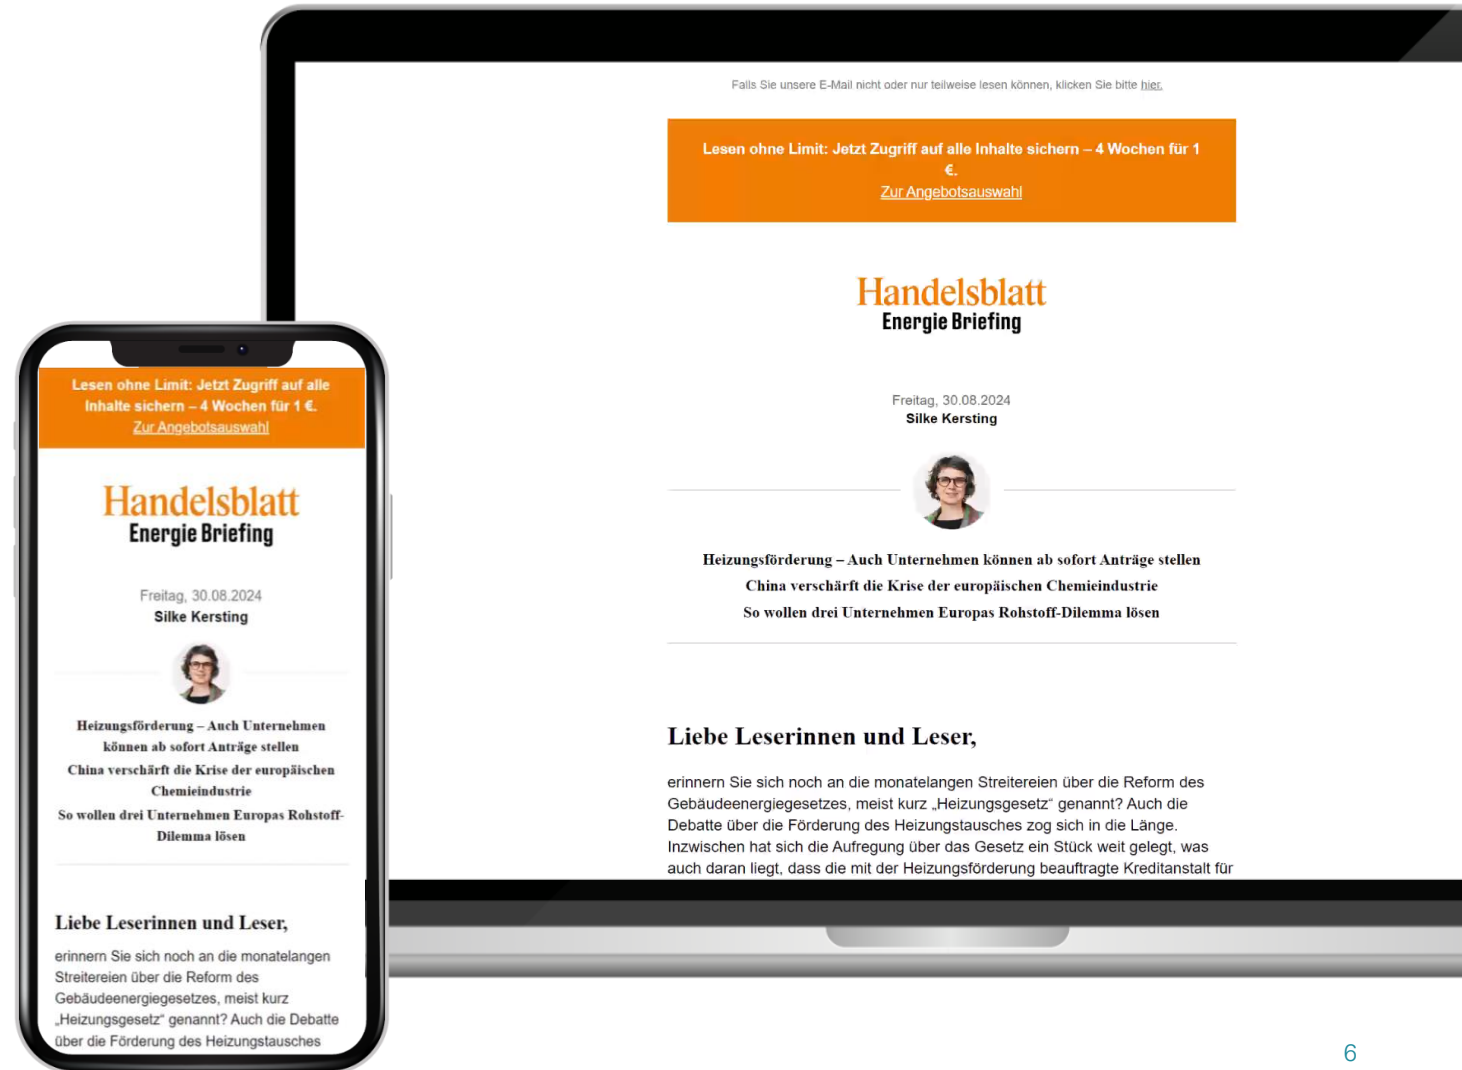 Falls Sie unsere E-Mail nicht oder nur teilweise lesen können, klicken Sie bitte hier.
Lesen ohne Limit: Jetzt Zugriff auf alle Inhalte sichern – 4 Wochen für 1
€.
Zur Angebotsauswahl
Handelsblatt
Energie Briefing
Freitag, 30.08.2024
Silke Kersting
Heizungsförderung – Auch Unternehmen können ab sofort Anträge stellen
China verschärft die Krise der europäischen Chemieindustrie
So wollen drei Unternehmen Europas Rohstoff-Dilemma lösen
Liebe Leserinnen und Leser,
erinnern Sie sich noch an die monatelangen Streitereien über die Reform des
Gebäudeenergiegesetzes, meist kurz „Heizungsgesetz“ genannt? Auch die
Debatte über die Förderung des Heizungstausches zog sich in die Länge.
Inzwischen hat sich die Aufregung über das Gesetz ein Stück weit gelegt, was
auch daran liegt, dass die mit der Heizungsförderung beauftragte Kreditanstalt für
Lesen ohne Limit: Jetzt Zugriff auf alle
Inhalte sichern – 4 Wochen für 1 €.
Zur Angebotsauswahl
Handelsblatt
Energie Briefing
Freitag, 30.08.2024
Silke Kersting
Heizungsförderung – Auch Unternehmen
können ab sofort Anträge stellen
China verschärft die Krise der europäischen
Chemieindustrie
So wollen drei Unternehmen Europas Rohstoff-
Dilemma lösen
Liebe Leserinnen und Leser,
erinnern Sie sich noch an die monatelangen
Streitereien über die Reform des
Gebäudeenergiegesetzes, meist kurz
„Heizungsgesetz“ genannt? Auch die Debatte
über die Förderung des Heizungstausches
6